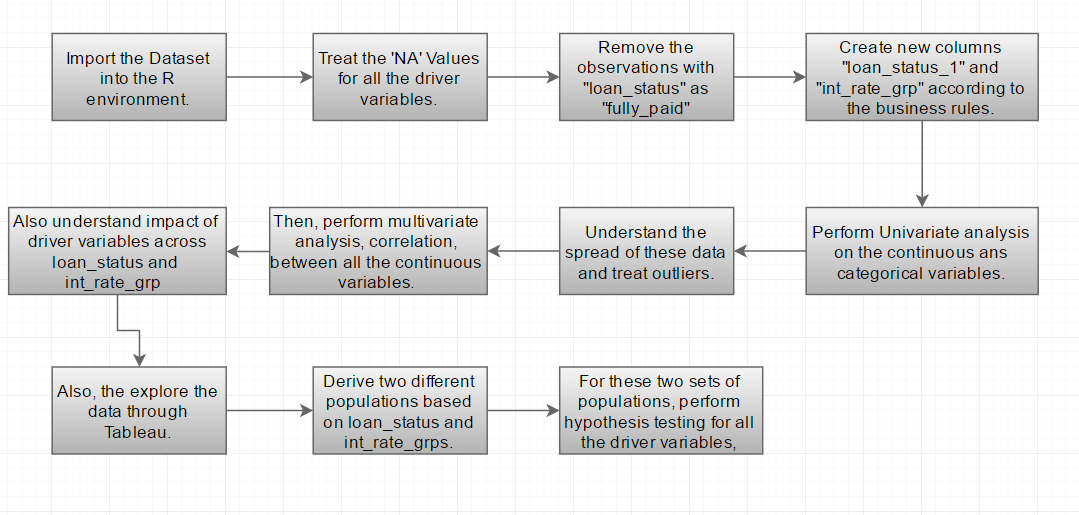 Import the Dataset
into the R
environment.
Treat the 'NA' Values
for all the driver
variables.
Remove the
observations with
"loan_status" as
"fully_paid"
Create new columns
"loan_status_1" and
"int_rate_grp" according to
the business rules.
Perform Univariate analysis
on the continuous ans
categorical variables.
Understand the
spread of these data
and treat outliers.
Then, perform multivariate
analysis, correlation,
between all the continuous
variables.
Also understand impact of
driver variables across
loan_status and
int_rate_grp
Also, the explore the
data through
Tableau.
Derive two different
populations based
on loan_status and
int_rate_grps.
For these two sets of
populations, perform
hypothesis testing for all
all the driver variables,